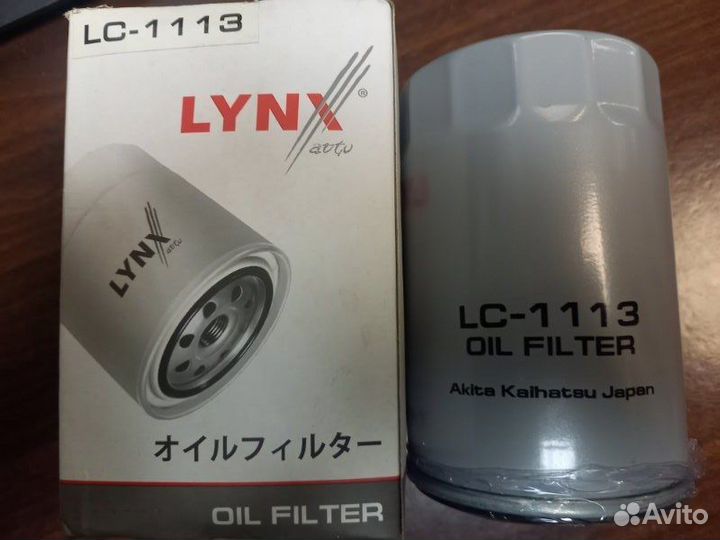 LC-1113
LYNX®
auto
LYNX
auto
オイルフィルター
OIL FILTER
LC-1113
OIL FILTER
Akita Kaihatsu Japan
Avito